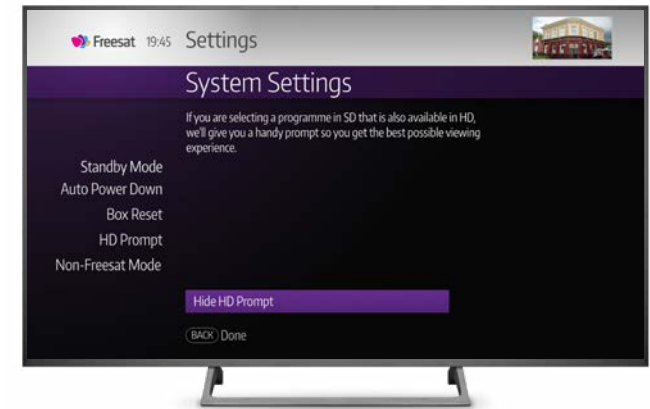 Freesat 19:45 Settings
System Settings
If you are selecting a programme in SD that is also available in HD,
we'll give you a handy prompt so you get the best possible viewing
experience.
Standby Mode
Auto Power Down
Box Reset
HD Prompt
Non-Freesat Mode
Hide HD Prompt
BACK Done